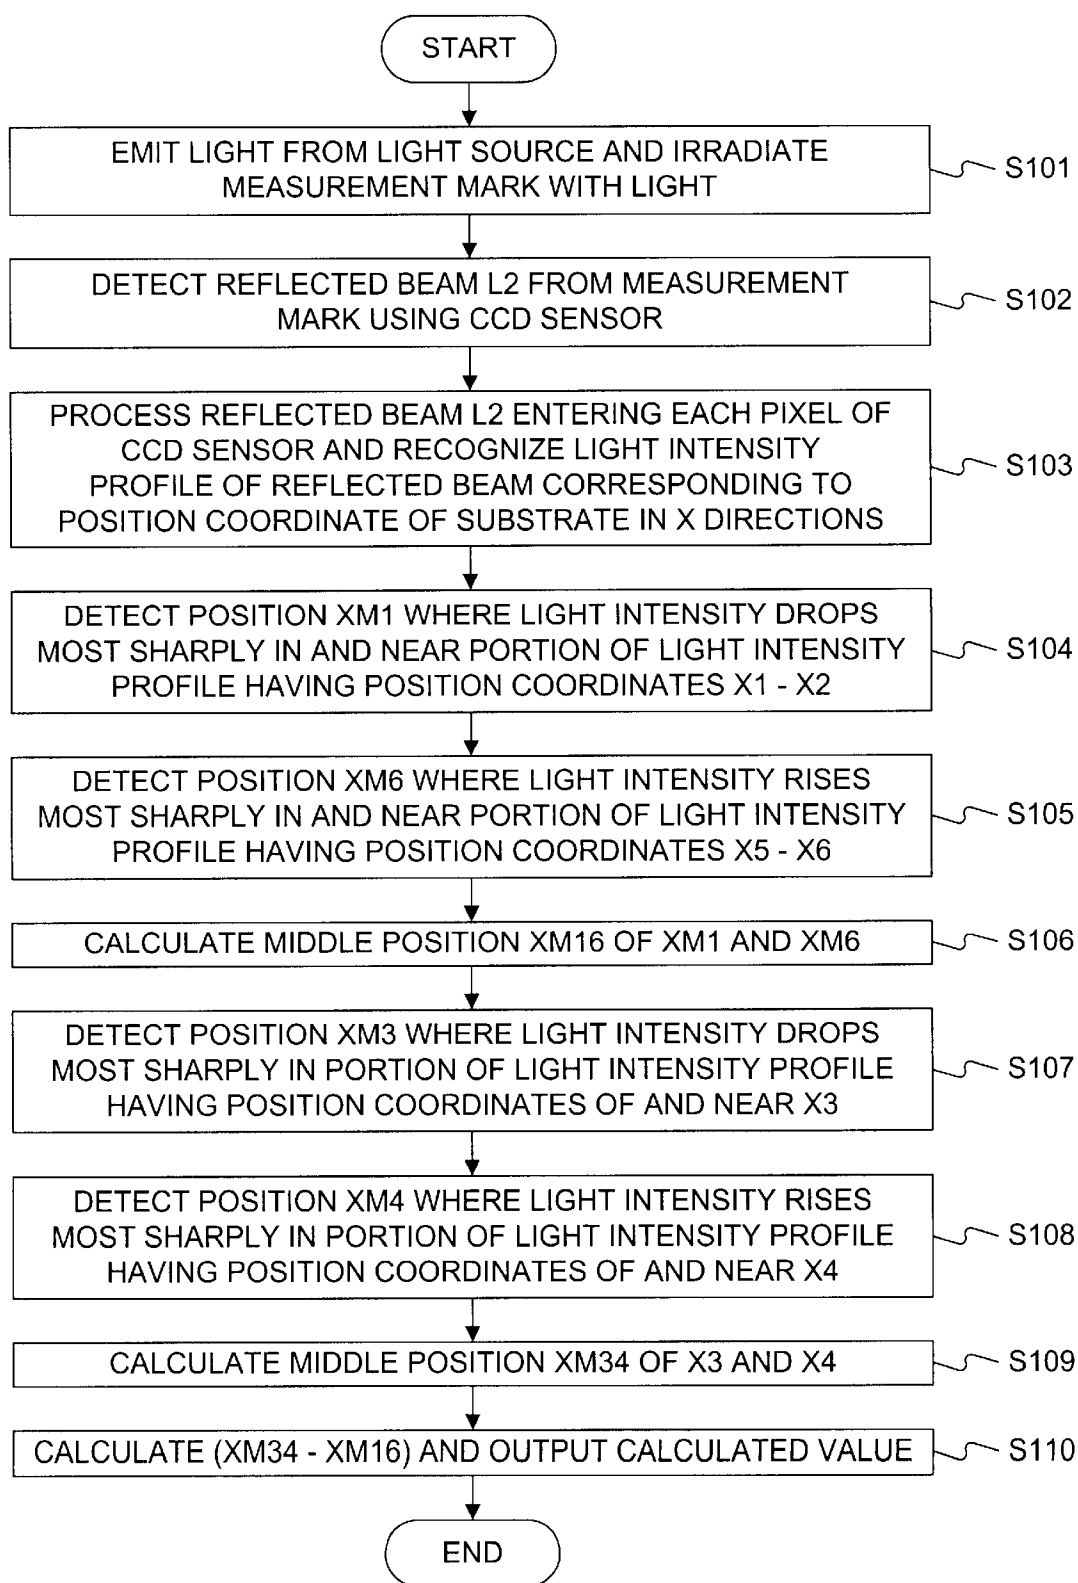 START
EMIT LIGHT FROM LIGHT SOURCE AND IRRADIATE
MEASUREMENT MARK WITH LIGHT
S101
DETECT REFLECTED BEAM L2 FROM MEASUREMENT
MARK USING CCD SENSOR
S102
PROCESS REFLECTED BEAM L2 ENTERING EACH PIXEL OF
CCD SENSOR AND RECOGNIZE LIGHT INTENSITY
PROFILE OF REFLECTED BEAM CORRESPONDING TO
POSITION COORDINATE OF SUBSTRATE IN X DIRECTIONS
S103
DETECT POSITION XM1 WHERE LIGHT INTENSITY DROPS
MOST SHARPLY IN AND NEAR PORTION OF LIGHT INTENSITY
PROFILE HAVING POSITION COORDINATES X1 - X2
S104
DETECT POSITION XM6 WHERE LIGHT INTENSITY RISES
MOST SHARPLY IN AND NEAR PORTION OF LIGHT INTENSITY
PROFILE HAVING POSITION COORDINATES X5 - X6
S105
CALCULATE MIDDLE POSITION XM16 OF XM1 AND XM6
S106
DETECT POSITION XM3 WHERE LIGHT INTENSITY DROPS
MOST SHARPLY IN PORTION OF LIGHT INTENSITY PROFILE
HAVING POSITION COORDINATES OF AND NEAR X3
S107
DETECT POSITION XM4 WHERE LIGHT INTENSITY RISES
MOST SHARPLY IN PORTION OF LIGHT INTENSITY PROFILE
HAVING POSITION COORDINATES OF AND NEAR X4
S108
CALCULATE MIDDLE POSITION XM34 OF X3 AND X4
S109
CALCULATE (XM34 - XM16) AND OUTPUT CALCULATED VALUE
S110
END